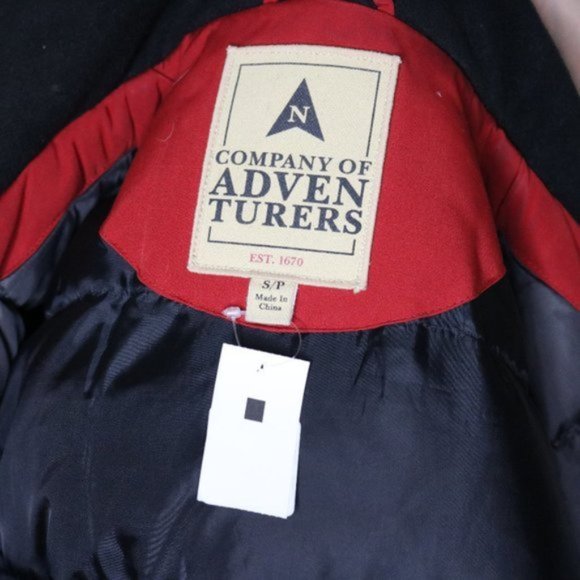 N
COMPANY OF
ADVEN
TURERS
EST. 1670
S/P
Made In
China